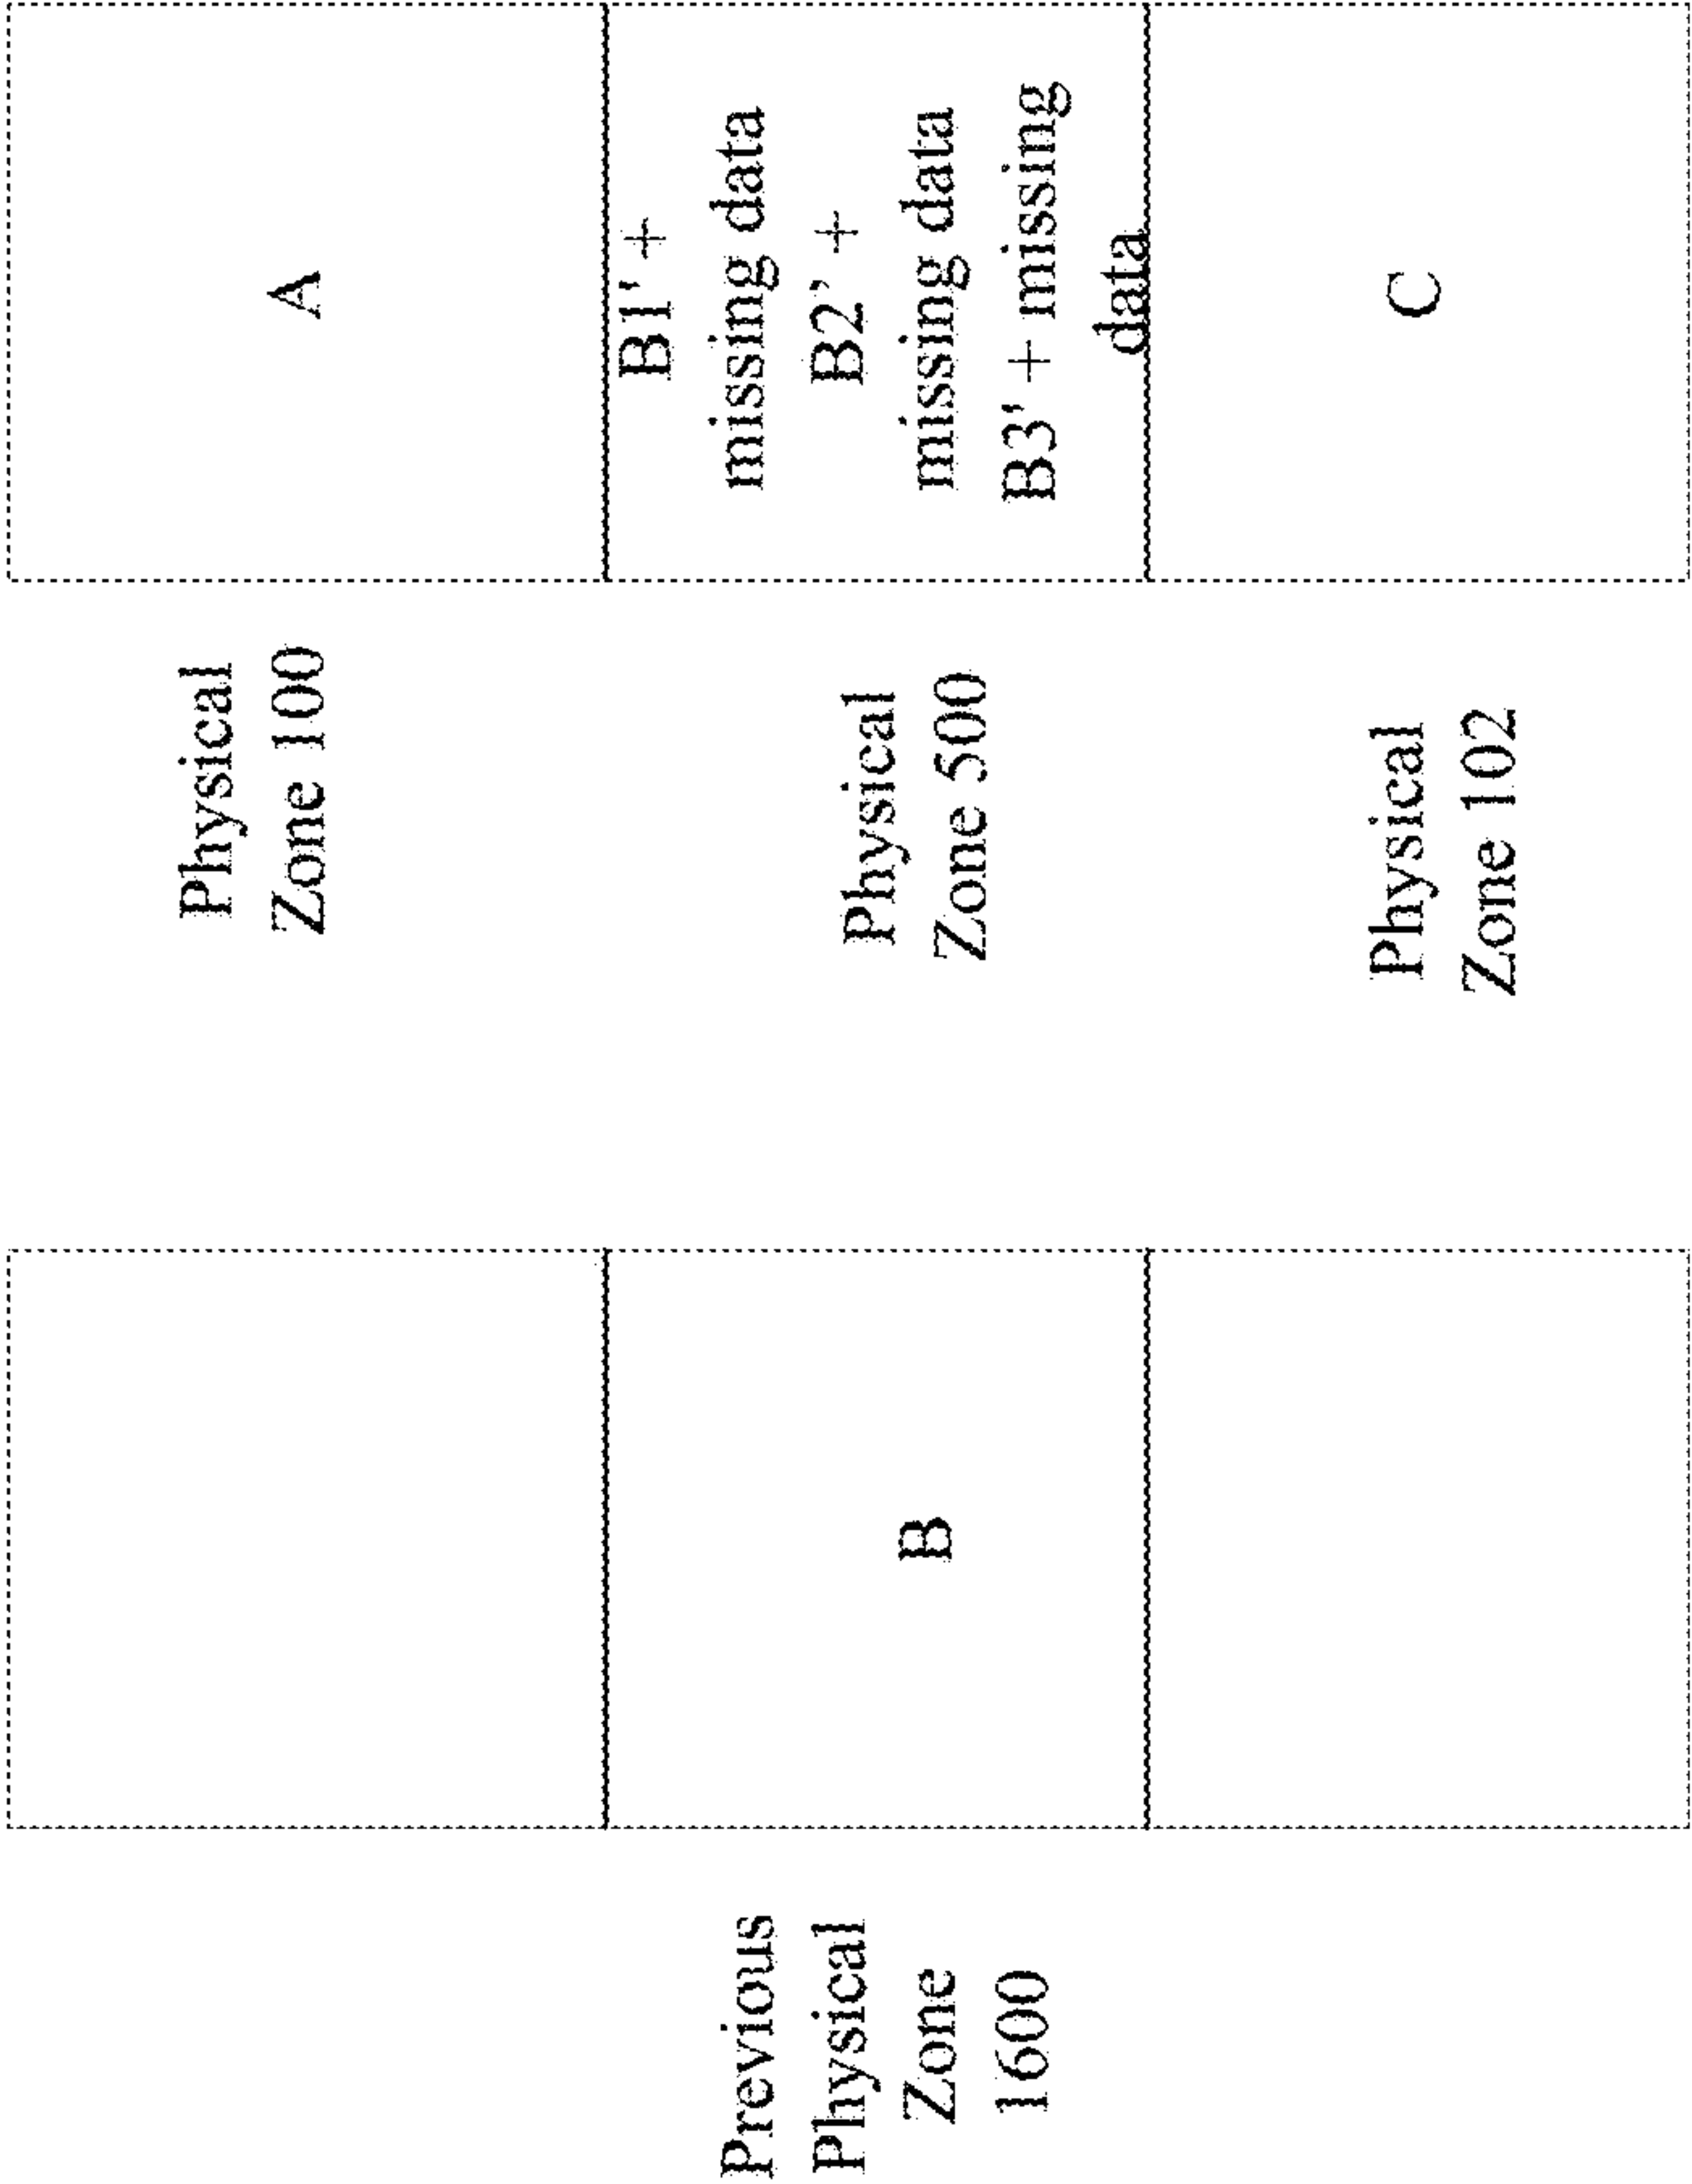 Physical
Zone 100
A
Previous
Physical
Zone
1600
B
Physical
Zone 500
B1' +
missing data
B2’ +
missing data
B3' + missing
data
Physical
Zone 102
C